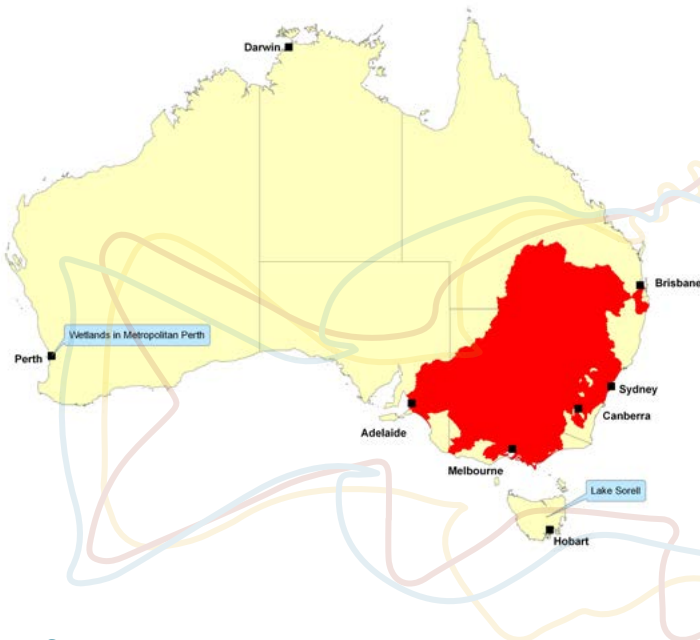 Darwin
Brisbane
Wetlands in Metropolitan Perth
Perth
Sydney
Canberra
Adelaide
Melbourne
Lake Sorell
Hobart